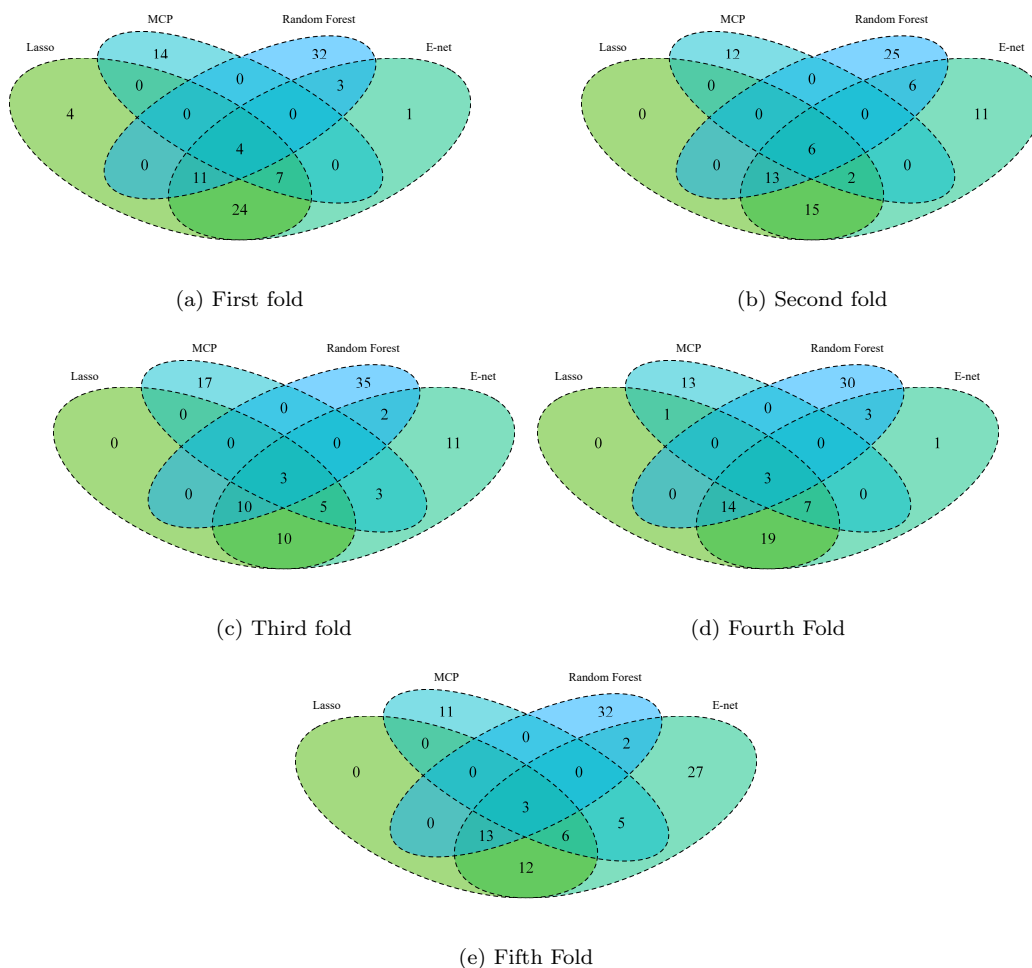 MCP Random Forest
Lasso E-net
14 32
0 0 3
4 0 0 1
4
0 11 7 0
24
(a) First fold
MCP Random Forest
Lasso E-net
12 25
0 0 6
0 0 0 11
6
0 13 2 0
15
(b) Second fold
MCP Random Forest
Lasso E-net
17 35
0 0 2
0 0 0 11
3
0 10 5 3
10
(c) Third fold
MCP Random Forest
Lasso E-net
13 30
1 0 3
0 0 0 1
3
0 14 7 0
19
(d) Fourth Fold
MCP Random Forest
Lasso E-net
11 32
0 0 2
0 0 0 27
3
0 13 6 5
12
(e) Fifth Fold